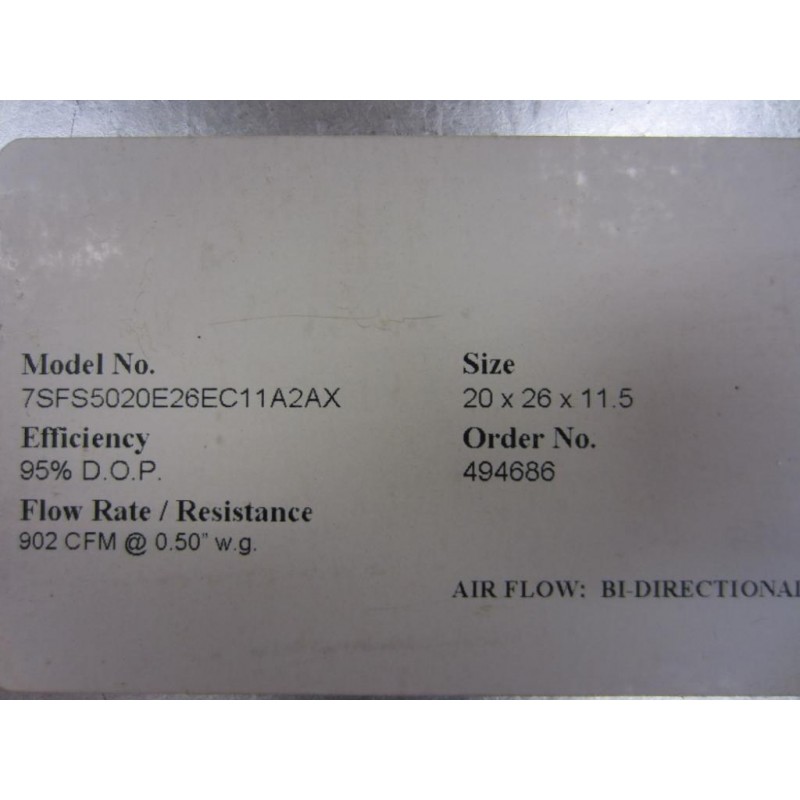 Model No.
7SFS5020E26EC11A2AX
Efficiency
95% D.O.P.
Flow Rate / Resistance
902 CFM @ 0.50" w.g.
Size
20 x 26 x 11.5
Order No.
494686
AIR FLOW: BI-DIRECTIONAL